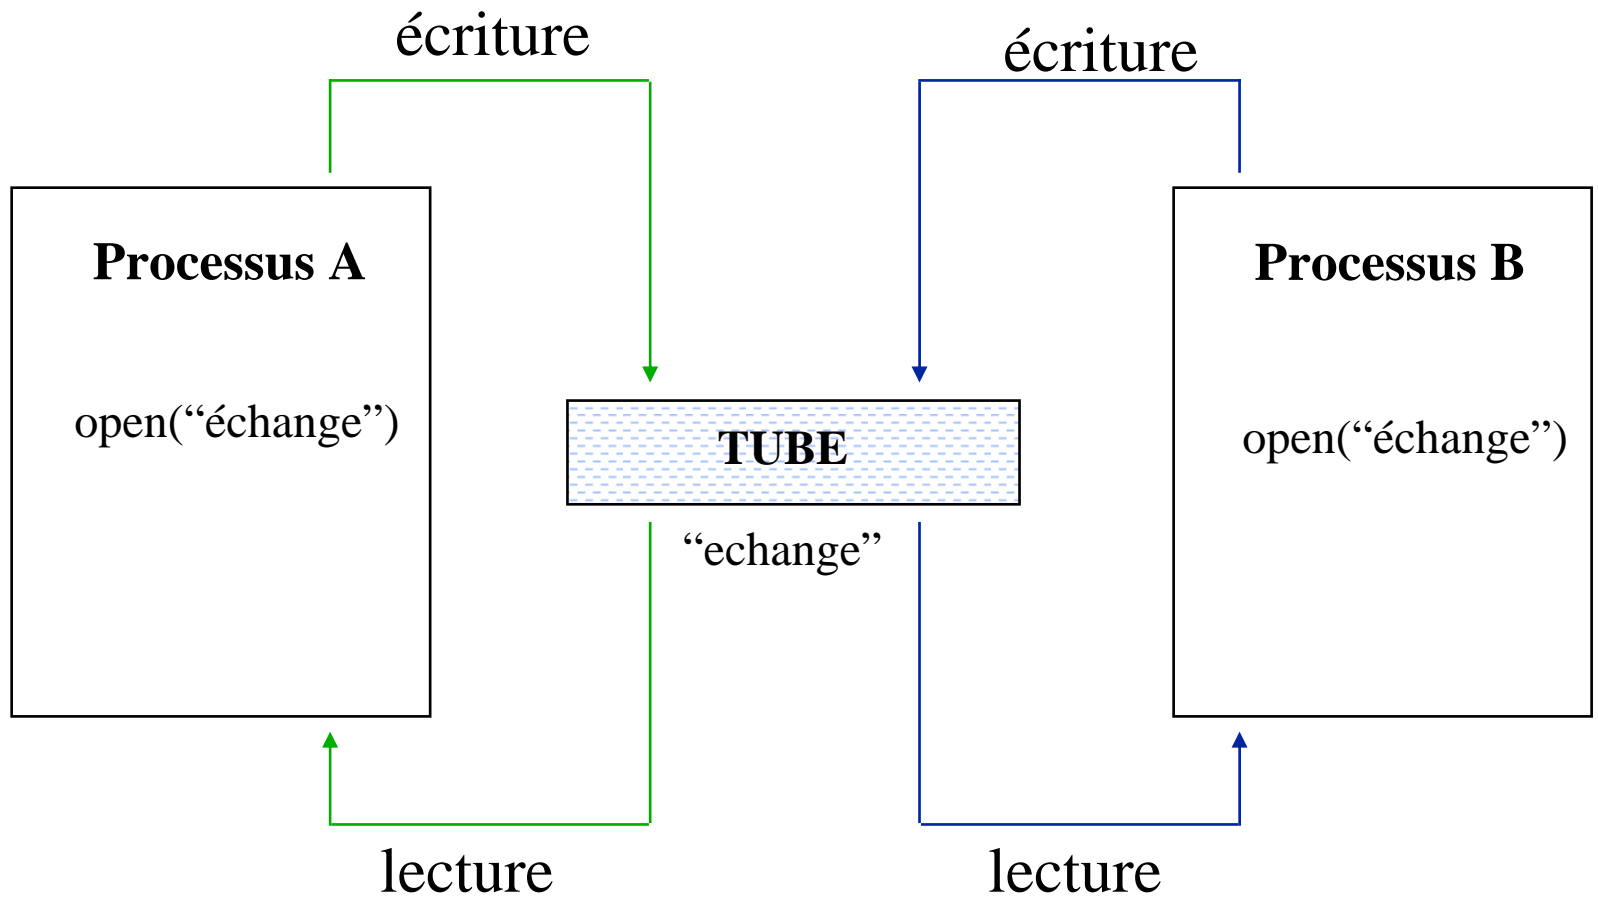 écriture
écriture
Processus A
Processus B
open(“échange”)
open(“échange”)
TUBE
“echange”
lecture
lecture